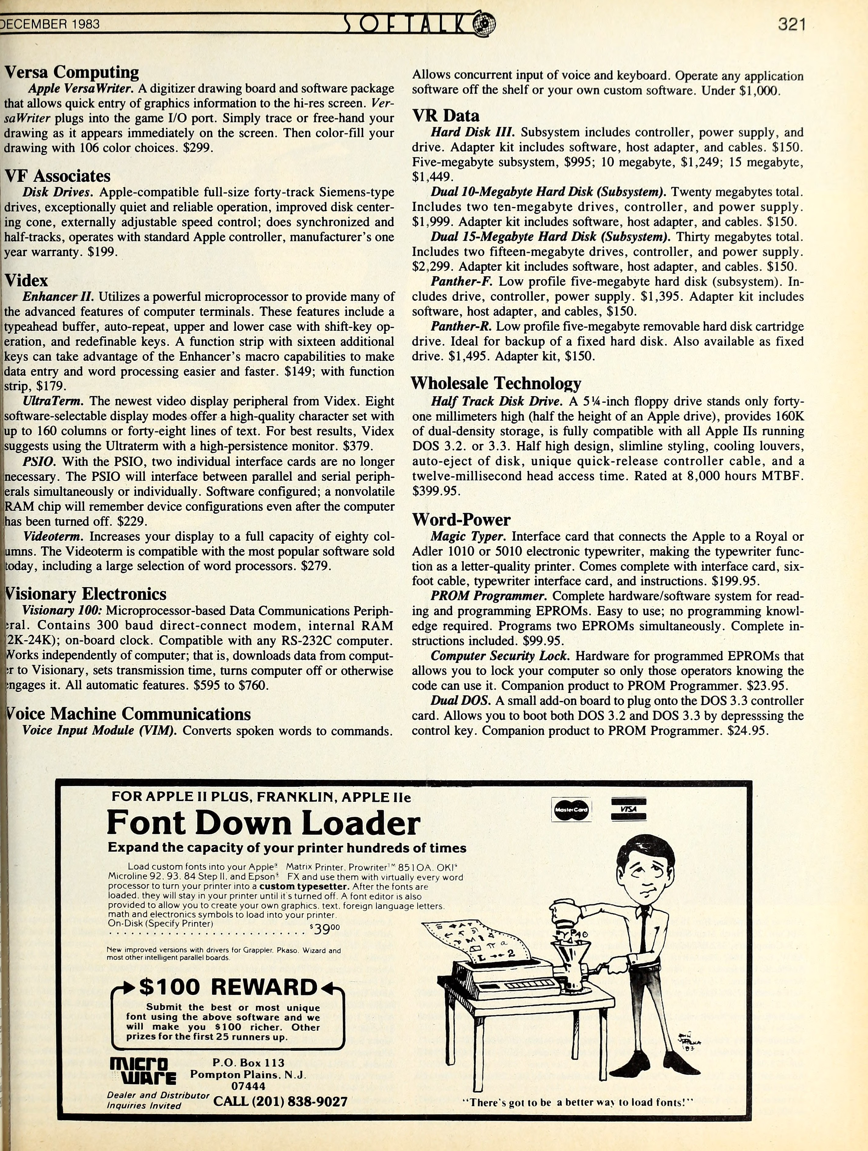 DECEMBER 1983
SOFTALK
321
Versa Computing
Apple VersaWriter. A digitizer drawing board and software package
that allows quick entry of graphics information to the hi-res screen. Ver-
saWriter plugs into the game I/O port. Simply trace or free-hand your
drawing as it appears immediately on the screen. Then color-fill your
drawing with 106 color choices. $299.
VF Associates
Disk Drives. Apple-compatible full-size forty-track Siemens-type
drives, exceptionally quiet and reliable operation, improved disk center-
ing cone, externally adjustable speed control; does synchronized and
half-tracks, operates with standard Apple controller, manufacturer's one
year warranty. $199.
Videx
Enhancer II. Utilizes a powerful microprocessor to provide many of
the advanced features of computer terminals. These features include a
typeahead buffer, auto-repeat, upper and lower case with shift-key op-
eration, and redefinable keys. A function strip with sixteen additional
keys can take advantage of the Enhancer's macro capabilities to make
data entry and word processing easier and faster. $149; with function
strip, $179.
UltraTerm. The newest video display peripheral from Videx. Eight
software-selectable display modes offer a high-quality character set with
up to 160 columns or forty-eight lines of text. For best results, Videx
suggests using the Ultraterm with a high-persistence monitor. $379.
PSIO. With the PSIO, two individual interface cards are no longer
necessary. The PSIO will interface between parallel and serial periph-
erals simultaneously or individually. Software configured; a nonvolatile
RAM chip will remember device configurations even after the computer
has been turned off. $229.
Videoterm. Increases your display to a full capacity of eighty col-
umns. The Videoterm is compatible with the most popular software sold
today, including a large selection of word processors. $279.
Visionary Electronics
Visionary 100: Microprocessor-based Data Communications Periph-
eral. Contains 300 baud direct-connect modem, internal RAM
2K-24K); on-board clock. Compatible with any RS-232C computer.
Works independently of computer; that is, downloads data from comput-
er to Visionary, sets transmission time, turns computer off or otherwise
engages it. All automatic features. $595 to $760.
Voice Machine Communications
Voice Input Module (VIM). Converts spoken words to commands.
Allows concurrent input of voice and keyboard. Operate any application
software off the shelf or your own custom software. Under $1,000.
VR Data
Hard Disk III. Subsystem includes controller, power supply, and
drive. Adapter kit includes software, host adapter, and cables. $150.
Five-megabyte subsystem, $995; 10 megabyte, $1,249; 15 megabyte,
$1,449.
Dual 10-Megabyte Hard Disk (Subsystem). Twenty megabytes total.
Includes two ten-megabyte drives, controller, and power supply.
$1,999. Adapter kit includes software, host adapter, and cables. $150.
Dual 15-Megabyte Hard Disk (Subsystem). Thirty megabytes total.
Includes two fifteen-megabyte drives, controller, and power supply.
$2,299. Adapter kit includes software, host adapter, and cables. $150.
Panther-F. Low profile five-megabyte hard disk (subsystem). In-
cludes drive, controller, power supply. $1,395. Adapter kit includes
software, host adapter, and cables, $150.
Panther-R. Low profile five-megabyte removable hard disk cartridge
drive. Ideal for backup of a fixed hard disk. Also available as fixed
drive. $1,495. Adapter kit, $150.
Wholesale Technology
Half Track Disk Drive. A 5¼-inch floppy drive stands only forty-
one millimeters high (half the height of an Apple drive), provides 160K
of dual-density storage, is fully compatible with all Apple IIs running
DOS 3.2. or 3.3. Half high design, slimline styling, cooling louvers,
auto-eject of disk, unique quick-release controller cable, and a
twelve-millisecond head access time. Rated at 8,000 hours MTBF.
$399.95.
Word-Power
Magic Typer. Interface card that connects the Apple to a Royal or
Adler 1010 or 5010 electronic typewriter, making the typewriter func-
tion as a letter-quality printer. Comes complete with interface card, six-
foot cable, typewriter interface card, and instructions. $199.95.
PROM Programmer. Complete hardware/software system for read-
ing and programming EPROMs. Easy to use; no programming knowl-
edge required. Programs two EPROMs simultaneously. Complete in-
structions included. $99.95.
Computer Security Lock. Hardware for programmed EPROMs that
allows you to lock your computer so only those operators knowing the
code can use it. Companion product to PROM Programmer. $23.95.
Dual DOS. A small add-on board to plug onto the DOS 3.3 controller
card. Allows you to boot both DOS 3.2 and DOS 3.3 by depresssing the
control key. Companion product to PROM Programmer. $24.95.
FOR APPLE II PLUS, FRANKLIN, APPLE IIe
Font Down Loader
Expand the capacity of your printer hundreds of times
Load custom fonts into your Apple® Matrix Printer, Prowriter™ 8510A, OKI®
Microline 92, 93, 84 Step II, and Epson® FX and use them with virtually every word
processor to turn your printer into a custom typesetter. After the fonts are
loaded, they will stay in your printer until it's turned off. A font editor is also
provided to allow you to create your own graphics, text, foreign language letters,
math and electronics symbols to load into your printer.
On-Disk (Specify Printer)
. . . . . . . . . . . . . . . . . . . . . . . . . . $39⁰⁰
New improved versions with drivers for Grappler, Pkaso, Wizard and
most other intelligent parallel boards.
$100 REWARD
Submit the best or most unique
font using the above software and we
will make you $100 richer. Other
prizes for the first 25 runners up.
MICRO
WARE
P.O. Box 113
Pompton Plains, N.J.
07444
Dealer and Distributor
Inquiries Invited
CALL (201) 838-9027
MasterCard
VISA
"There's got to be a better way to load fonts!"